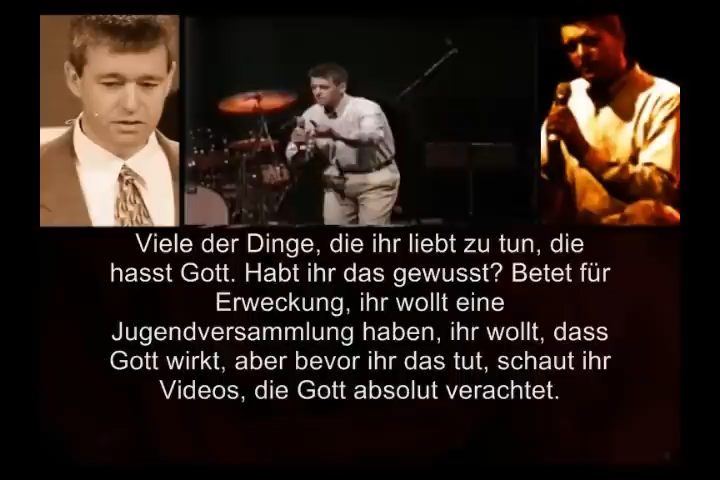 Viele der Dinge, die ihr liebt zu tun, die
hasst Gott. Habt ihr das gewusst? Betet für
Erweckung, ihr wollt eine
Jugendversammlung haben, ihr wollt, dass
Gott wirkt, aber bevor ihr das tut, schaut ihr
Videos, die Gott absolut verachtet.